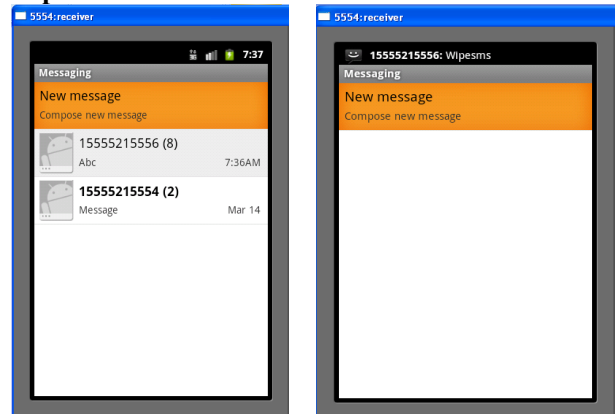 5554:receiver
7:37
Messaging
New message
Compose new message
15555215556 (8)
Abc 7:36AM
15555215554 (2)
Message Mar 14
5554:receiver
15555215556: Wipesms
Messaging
New message
Compose new message